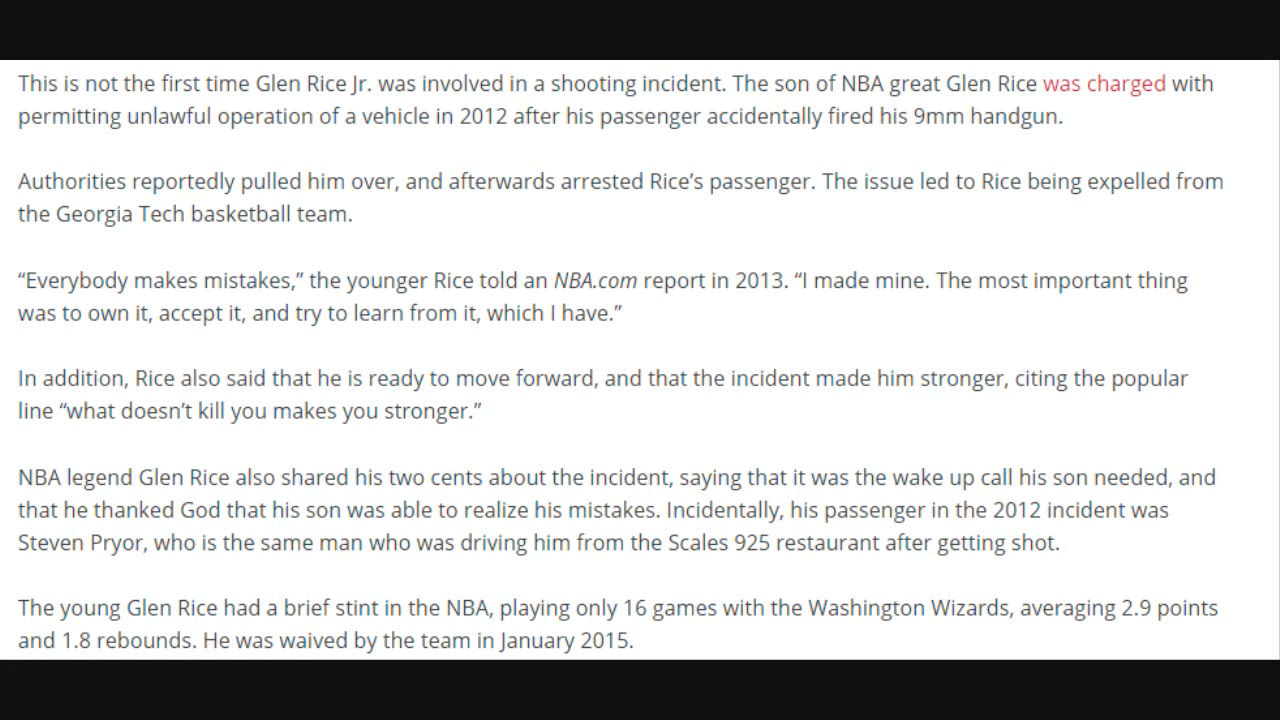 This is not the first time Glen Rice Jr. was involved in a shooting incident. The son of NBA great Glen Rice was charged with
permitting unlawful operation of a vehicle in 2012 after his passenger accidentally fired his 9mm handgun.
Authorities reportedly pulled him over, and afterwards arrested Rice’s passenger. The issue led to Rice being expelled from
the Georgia Tech basketball team.
“Everybody makes mistakes,” the younger Rice told an NBA.com report in 2013. “I made mine. The most important thing
was to own it, accept it, and try to learn from it, which I have.”
In addition, Rice also said that he is ready to move forward, and that the incident made him stronger, citing the popular
line “what doesn’t kill you makes you stronger.”
NBA legend Glen Rice also shared his two cents about the incident, saying that it was the wake up call his son needed, and
that he thanked God that his son was able to realize his mistakes. Incidentally, his passenger in the 2012 incident was
Steven Pryor, who is the same man who was driving him from the Scales 925 restaurant after getting shot.
The young Glen Rice had a brief stint in the NBA, playing only 16 games with the Washington Wizards, averaging 2.9 points
and 1.8 rebounds. He was waived by the team in January 2015.